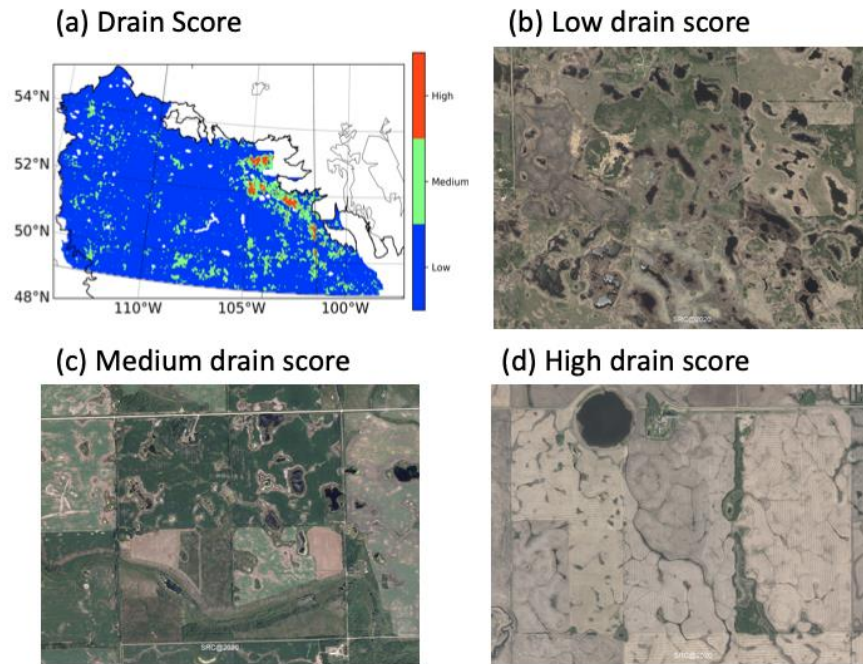 (a) Drain Score
(b) Low drain score
54°N
52°N
50°N
48°N
110°W
105°W
100°W
High
Medium
Low
SRC@2020
(c) Medium drain score
(d) High drain score
SRC@2020
SRC@2020